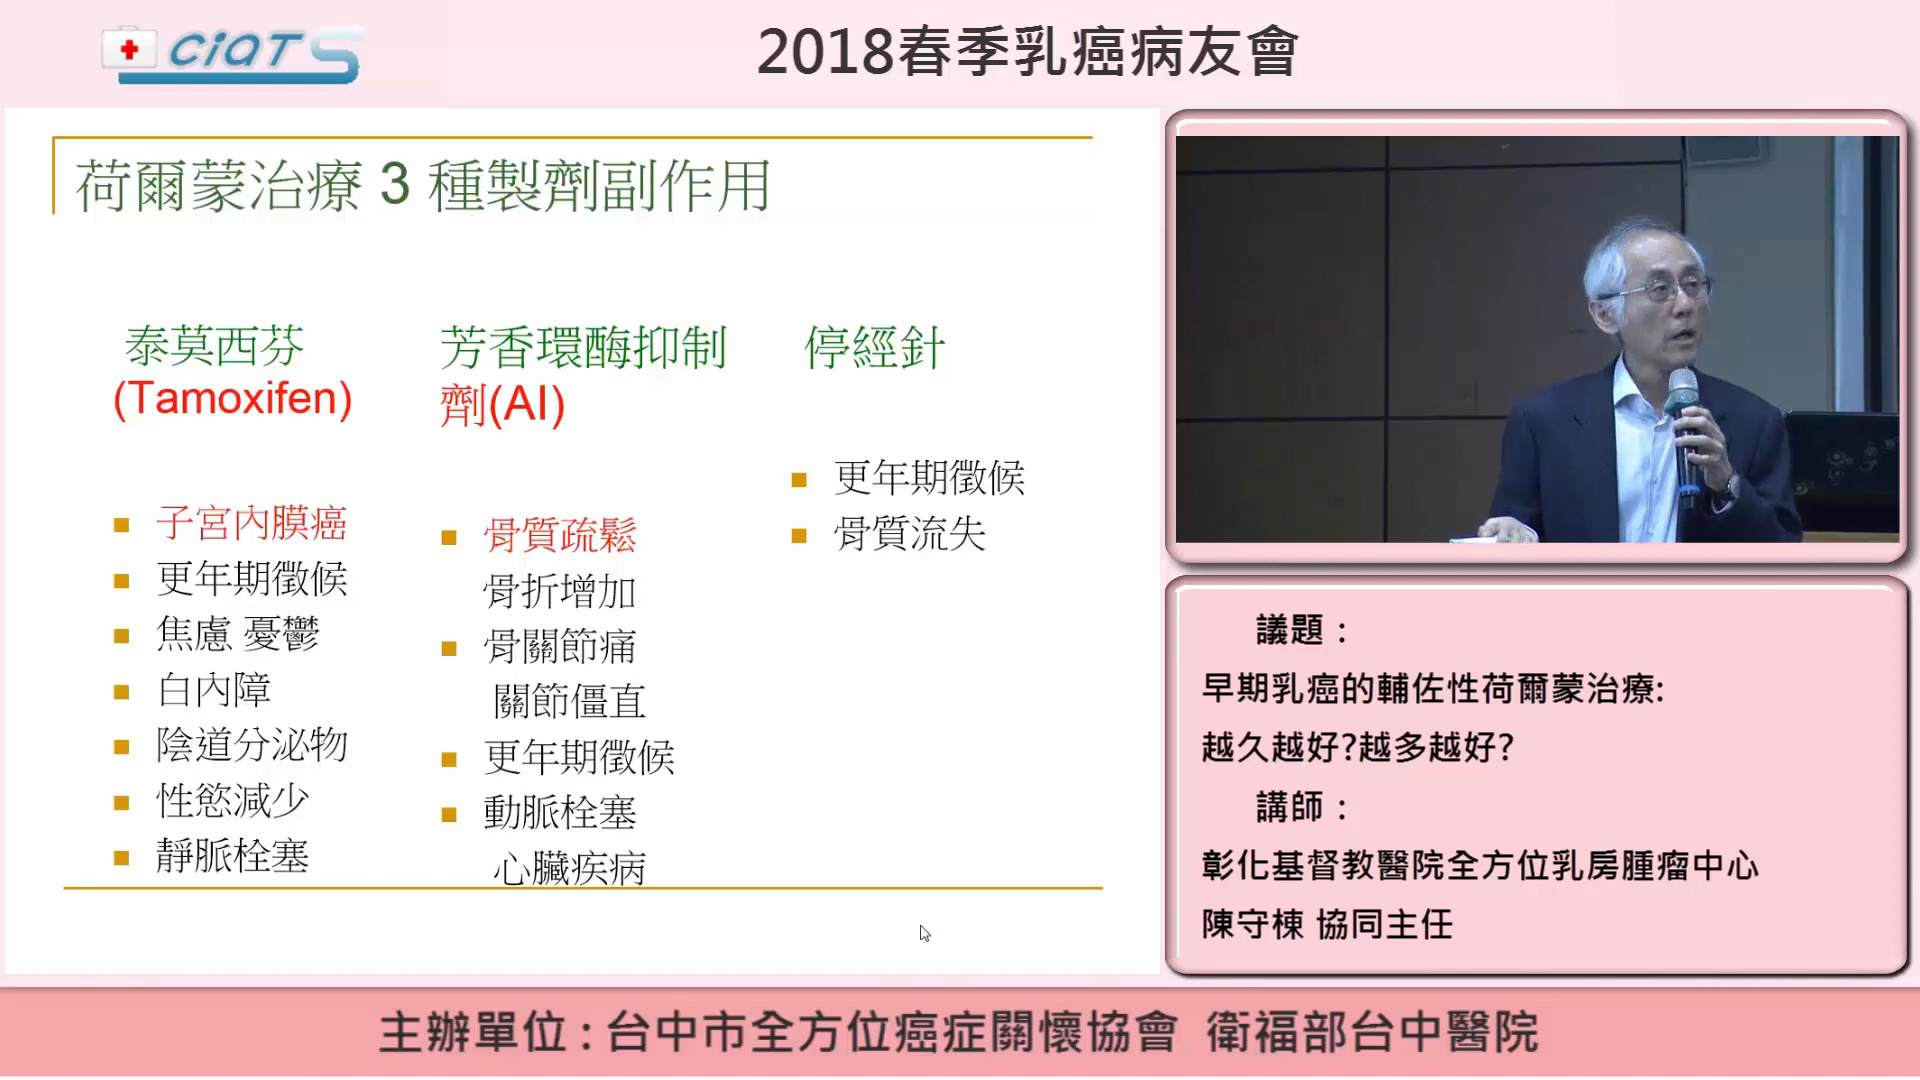 CiQTS
2018春季乳癌病友會
荷爾蒙治療 3 種製劑副作用
泰莫西芬
(Tamoxifen)
子宮內膜癌
更年期徵候
焦慮 憂鬱
白內障
陰道分泌物
性慾減少
靜脈栓塞
芳香環酶抑制
劑(AI)
骨質疏鬆
骨折增加
骨關節痛
關節僵直
更年期徵候
動脈栓塞
心臟疾病
停經針
更年期徵候
骨質流失
議題：
早期乳癌的輔佐性荷爾蒙治療:
越久越好?越多越好?
講師：
彰化基督教醫院全方位乳房腫瘤中心
陳守棟 協同主任
主辦單位 : 台中市全方位癌症關懷協會 衛福部台中醫院